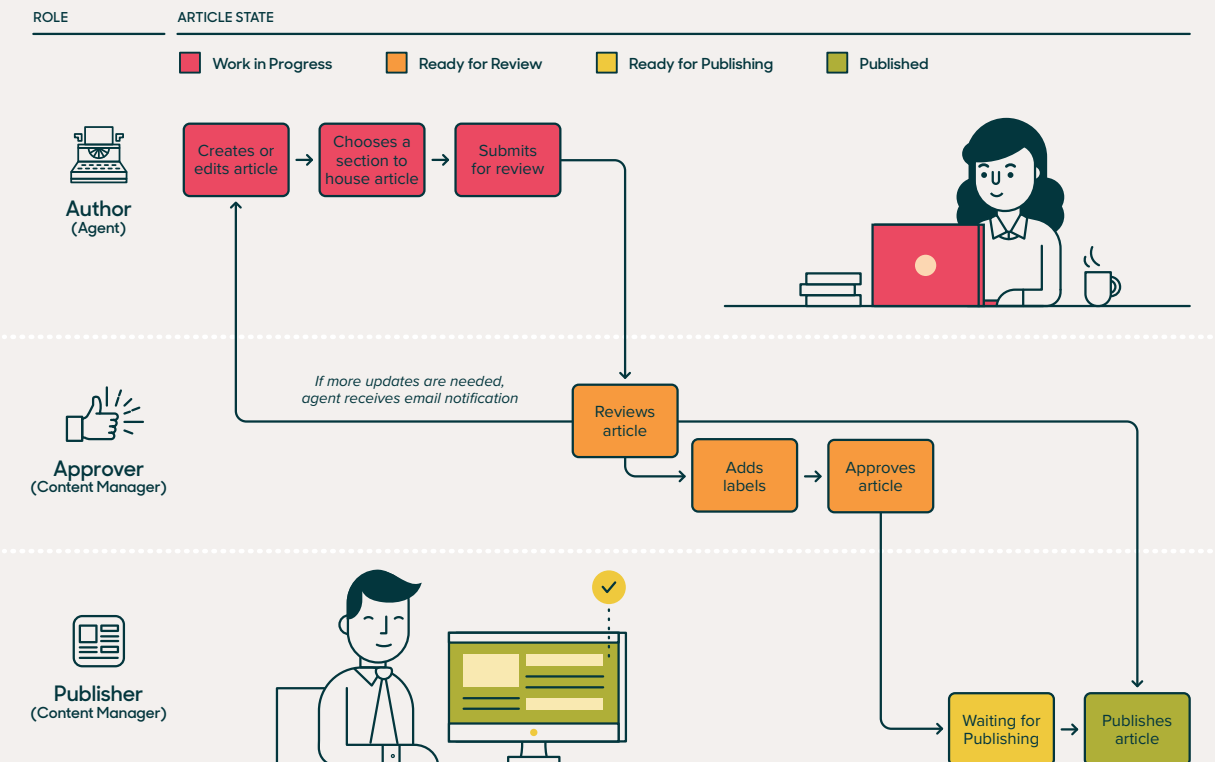 ROLE
ARTICLE STATE
Work in Progress
Ready for Review
Ready for Publishing
Published
Author
(Agent)
Creates or
edits article
Chooses a
section to
house article
Submits
for review
If more updates are needed,
agent receives email notification
Approver
(Content Manager)
Reviews
article
Adds
labels
Approves
article
Publisher
(Content Manager)
Waiting for
Publishing
Publishes
article